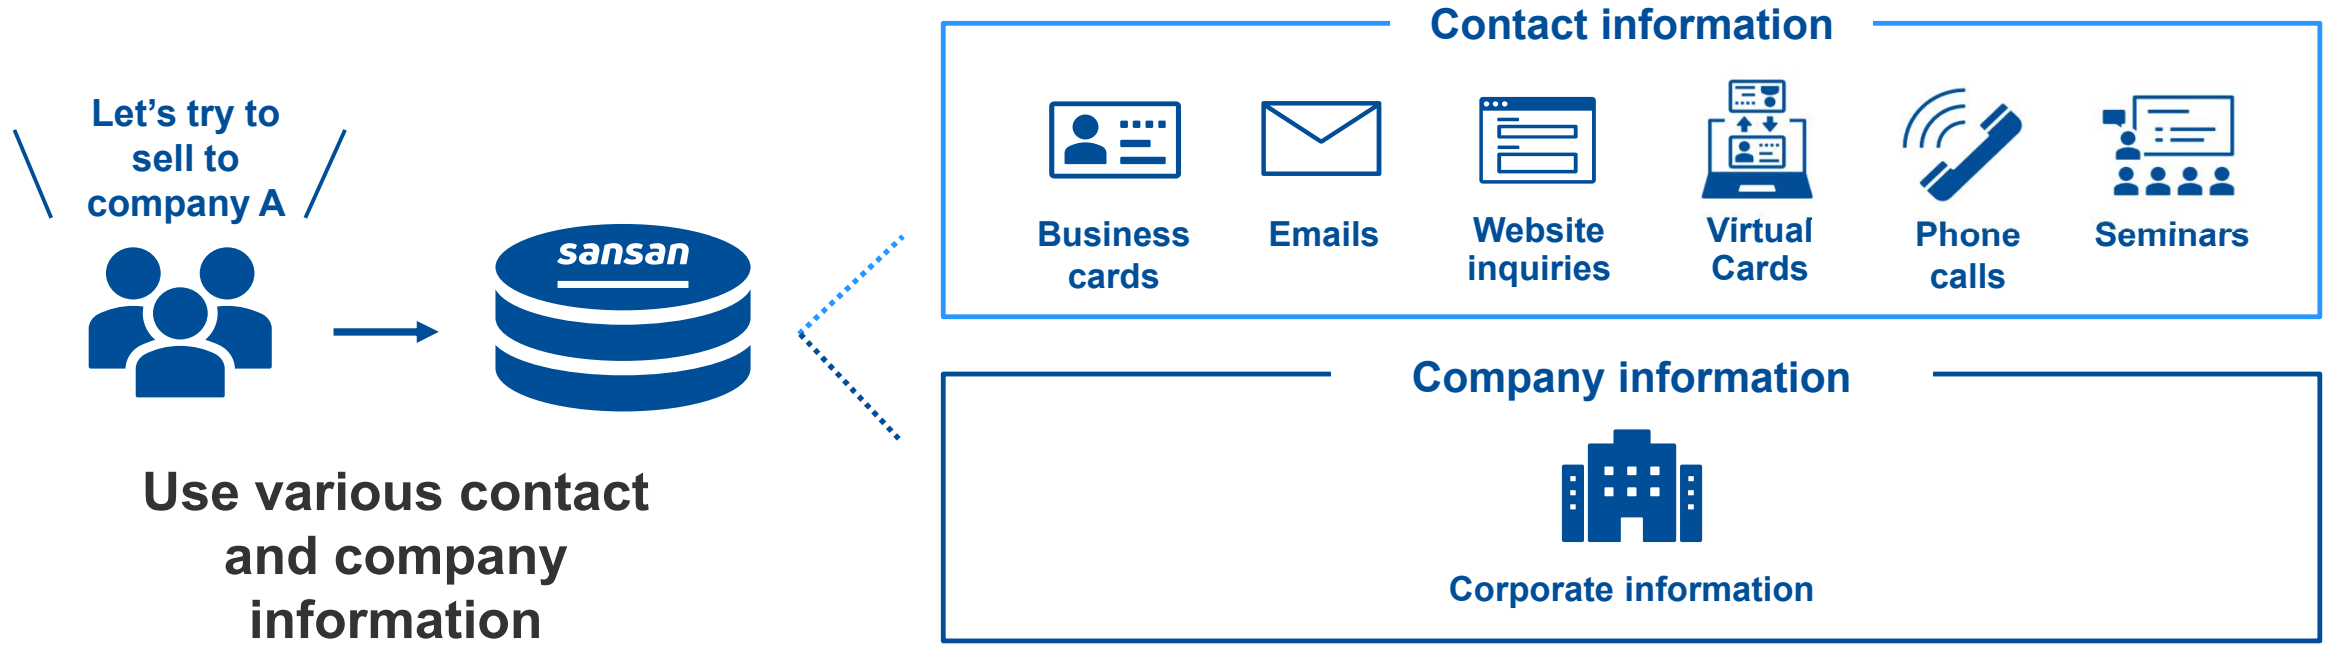 Let's try to
sell to
company A
sansan
Use various contact
and company
information
Contact information
Business
cards
Emails
Website
inquiries
Virtual
Cards
Phone
calls
Seminars
Company information
Corporate information